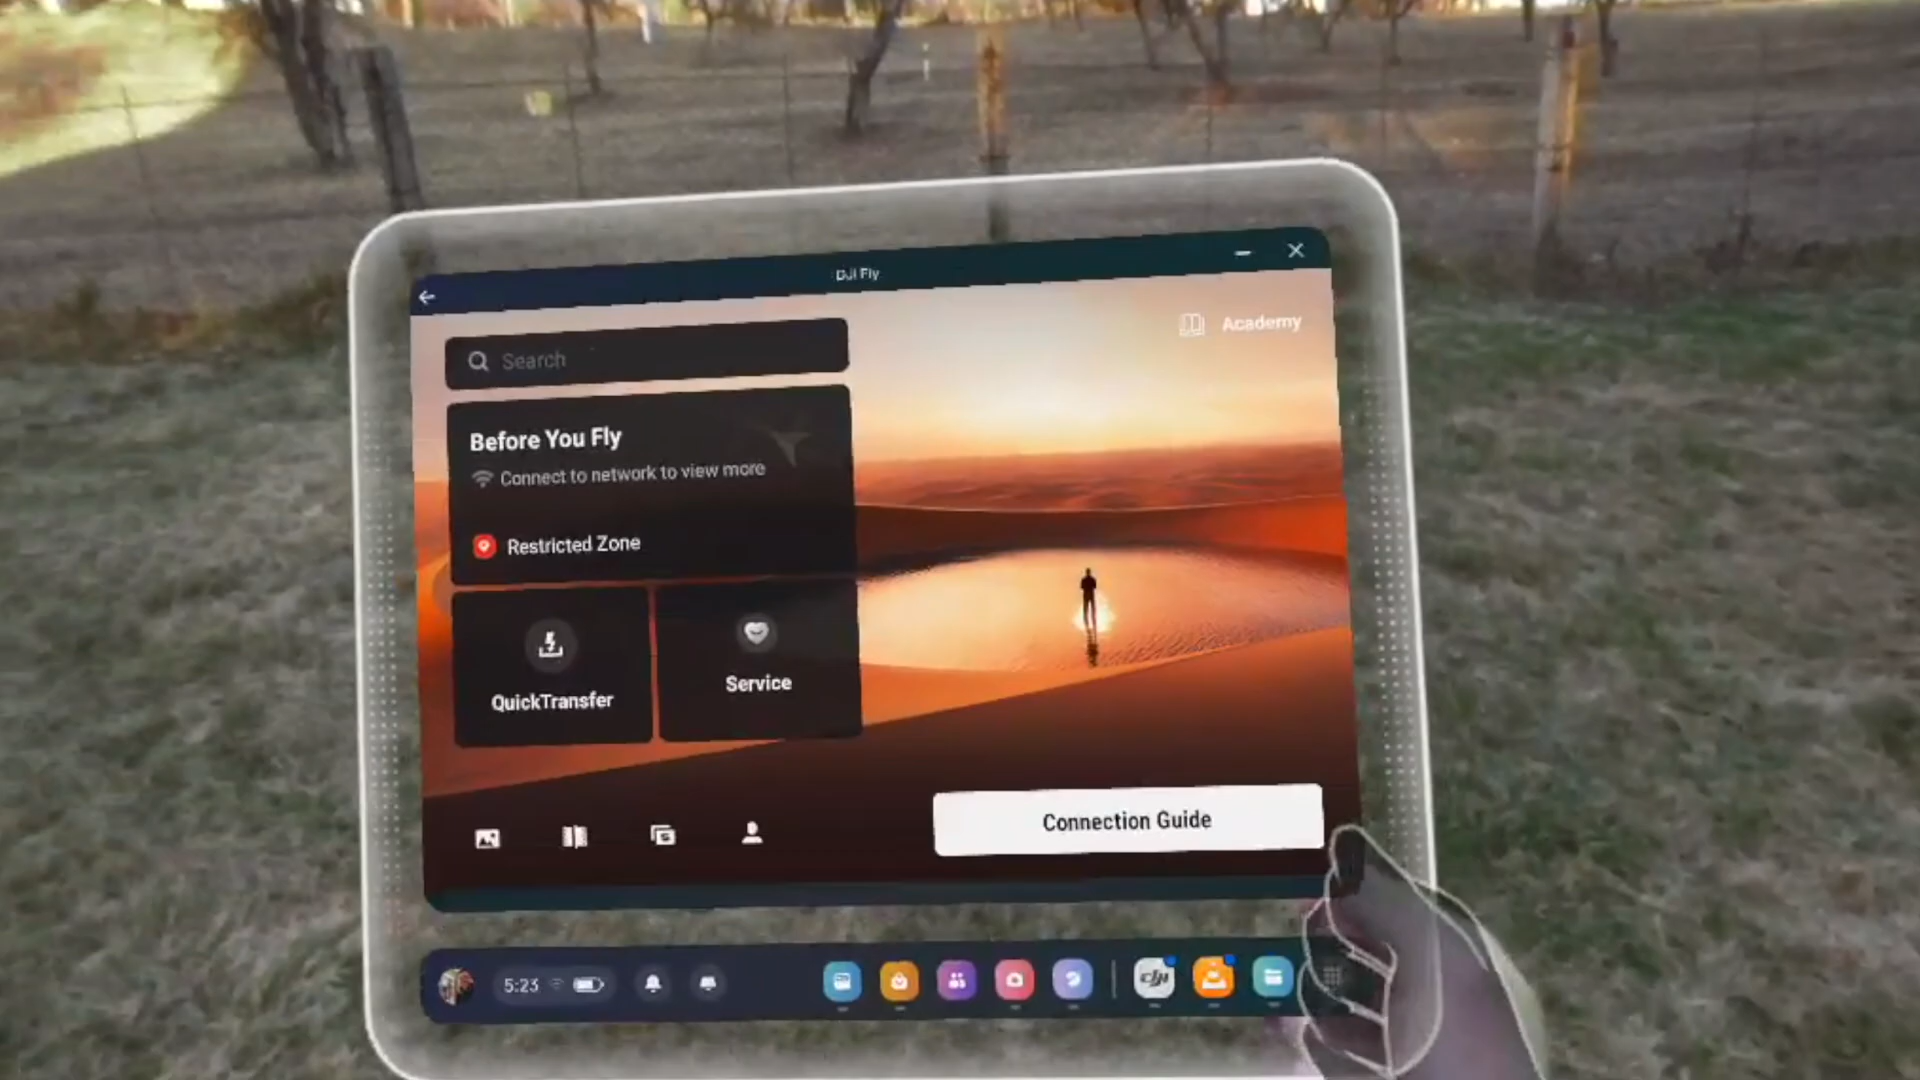 DJI Fly
Academy
Search
Before You Fly
Connect to network to view more
Restricted Zone
QuickTransfer
Service
Connection Guide
5:23
dji